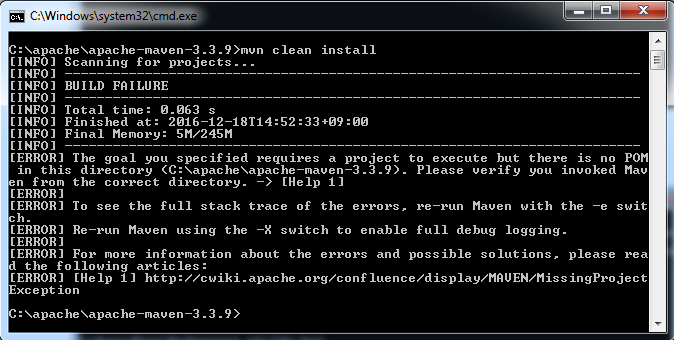 C:\Windows\system32\cmd.exe
C:\apache\apache-maven-3.3.9>mvn clean install
[INFO] Scanning for projects...
[INFO] ------------------------------------------------------------------------
[INFO] BUILD FAILURE
[INFO] ------------------------------------------------------------------------
[INFO] Total time: 0.063 s
[INFO] Finished at: 2016-12-18T14:52:33+09:00
[INFO] Final Memory: 5M/245M
[INFO] ------------------------------------------------------------------------
[ERROR] The goal you specified requires a project to execute but there is no POM
 in this directory (C:\apache\apache-maven-3.3.9). Please verify you invoked Mav
en from the correct directory. -> [Help 1]
[ERROR]
[ERROR] To see the full stack trace of the errors, re-run Maven with the -e swit
ch.
[ERROR] Re-run Maven using the -X switch to enable full debug logging.
[ERROR]
[ERROR] For more information about the errors and possible solutions, please rea
d the following articles:
[ERROR] [Help 1] http://cwiki.apache.org/confluence/display/MAVEN/MissingProject
Exception
C:\apache\apache-maven-3.3.9>